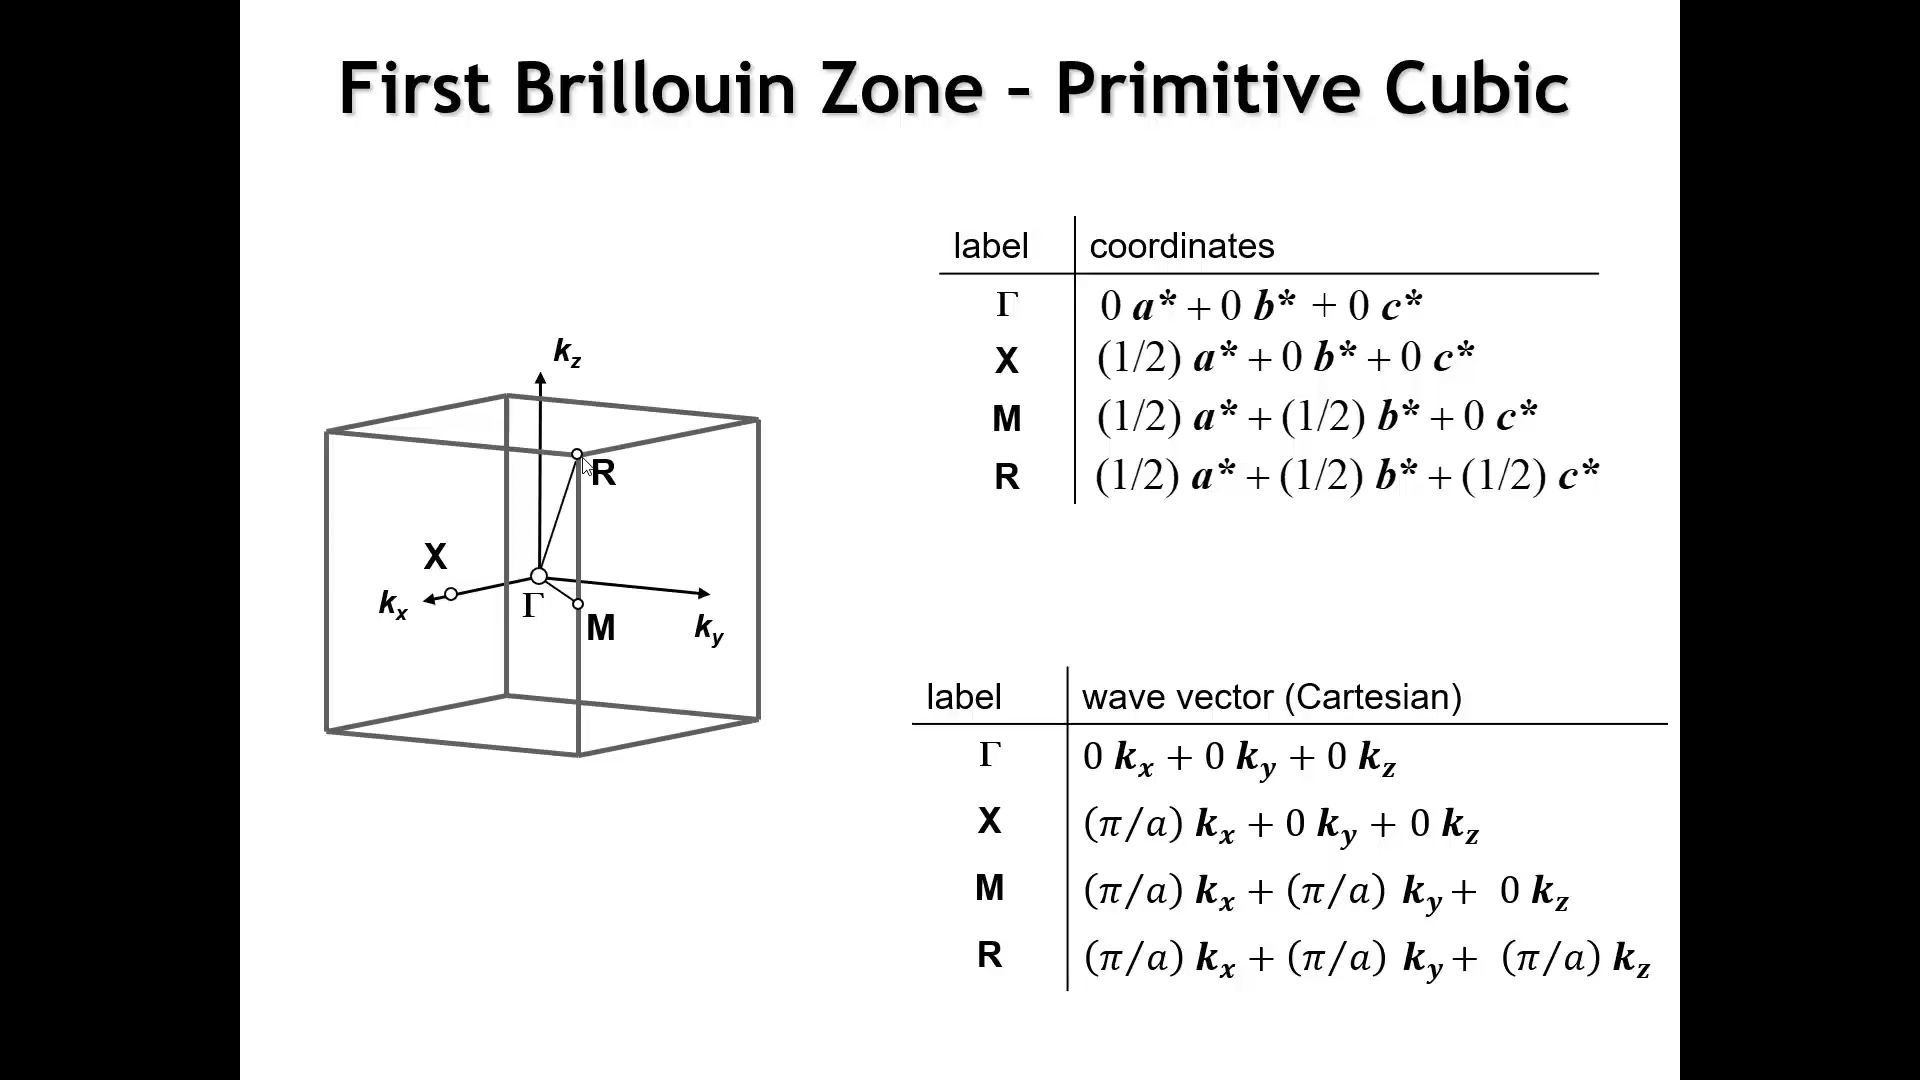 First Brillouin Zone – Primitive Cubic
label coordinates
Γ 0 a* + 0 b* + 0 c*
X (1/2) a* + 0 b* + 0 c*
M (1/2) a* + (1/2) b* + 0 c*
R (1/2) a* + (1/2) b* + (1/2) c*
k_z
R
X
k_x
Γ
M
k_y
label wave vector (Cartesian)
Γ 0 k_x + 0 k_y + 0 k_z
X (π/a) k_x + 0 k_y + 0 k_z
M (π/a) k_x + (π/a) k_y + 0 k_z
R (π/a) k_x + (π/a) k_y + (π/a) k_z